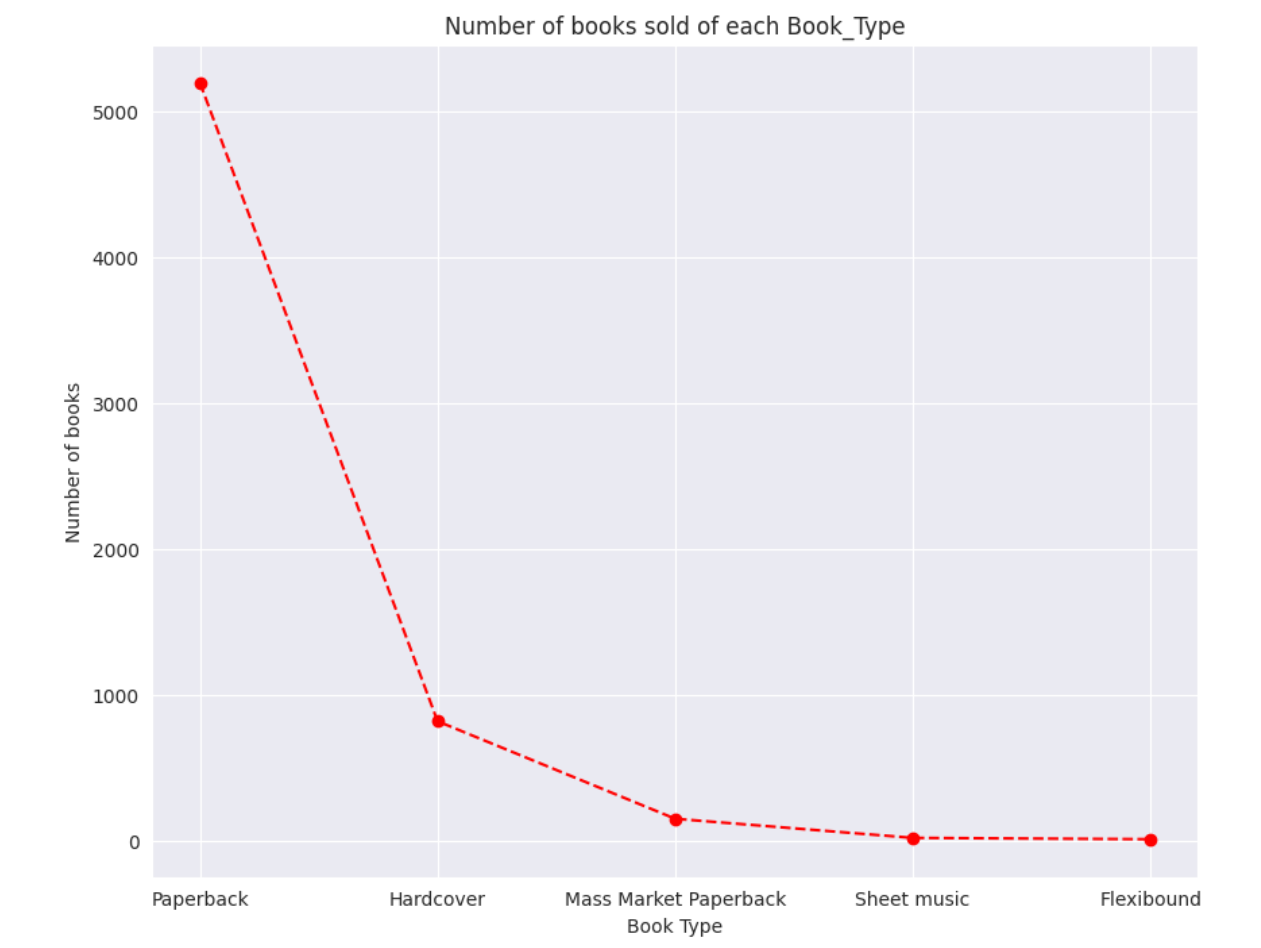 Number of books sold of each Book_Type
5000
4000
3000
2000
1000
0
Number of books
Paperback Hardcover Mass Market Paperback Sheet music Flexibound
Book Type